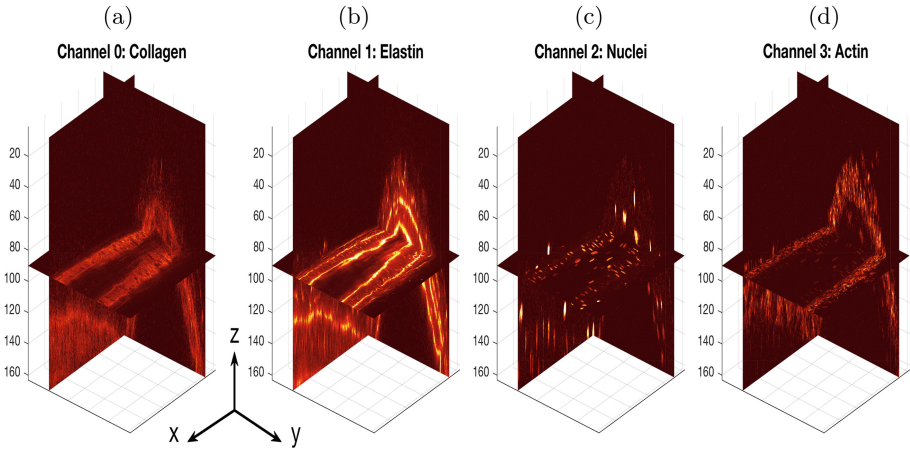 (a) (b) (c) (d)
Channel 0: Collagen Channel 1: Elastin Channel 2: Nuclei Channel 3: Actin
20 20 20 20
40 40 40 40
60 60 60 60
80 80 80 80
100 100 100 100
120 120 120 120
140 140 140 140
160 160 160 160
z
x y